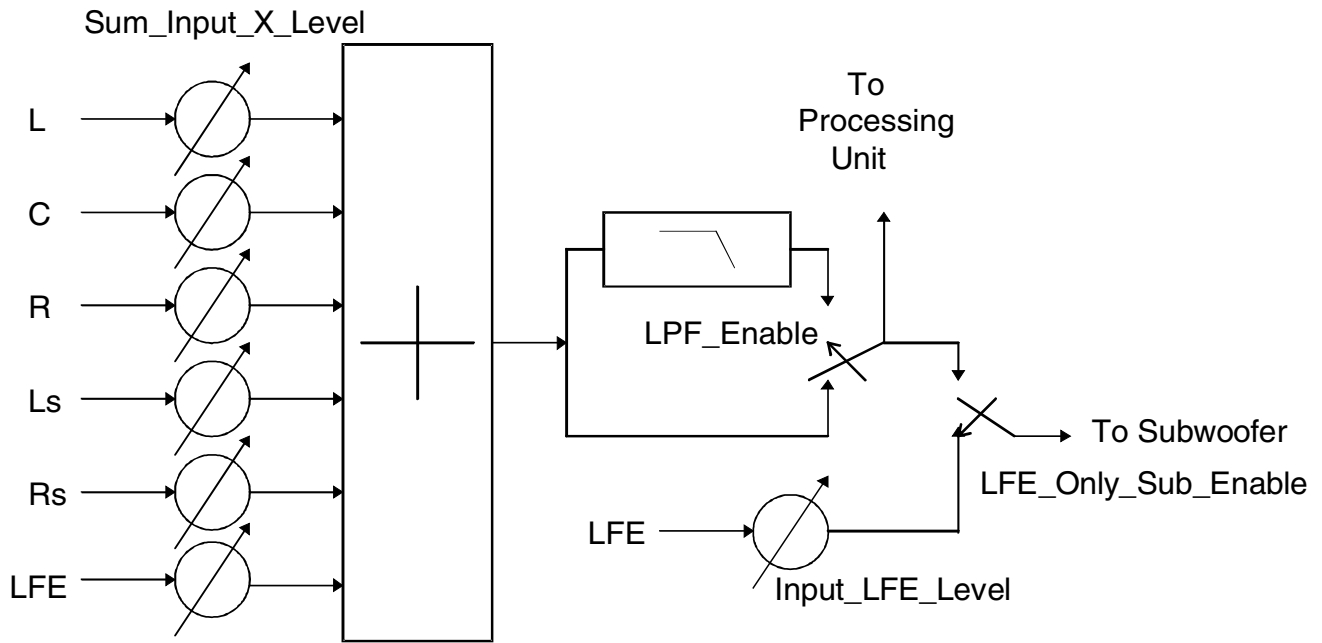 Sum_Input_X_Level
L
C
R
Ls
Rs
LFE
To
Processing
Unit
LPF_Enable
To Subwoofer
LFE_Only_Sub_Enable
LFE
Input_LFE_Level